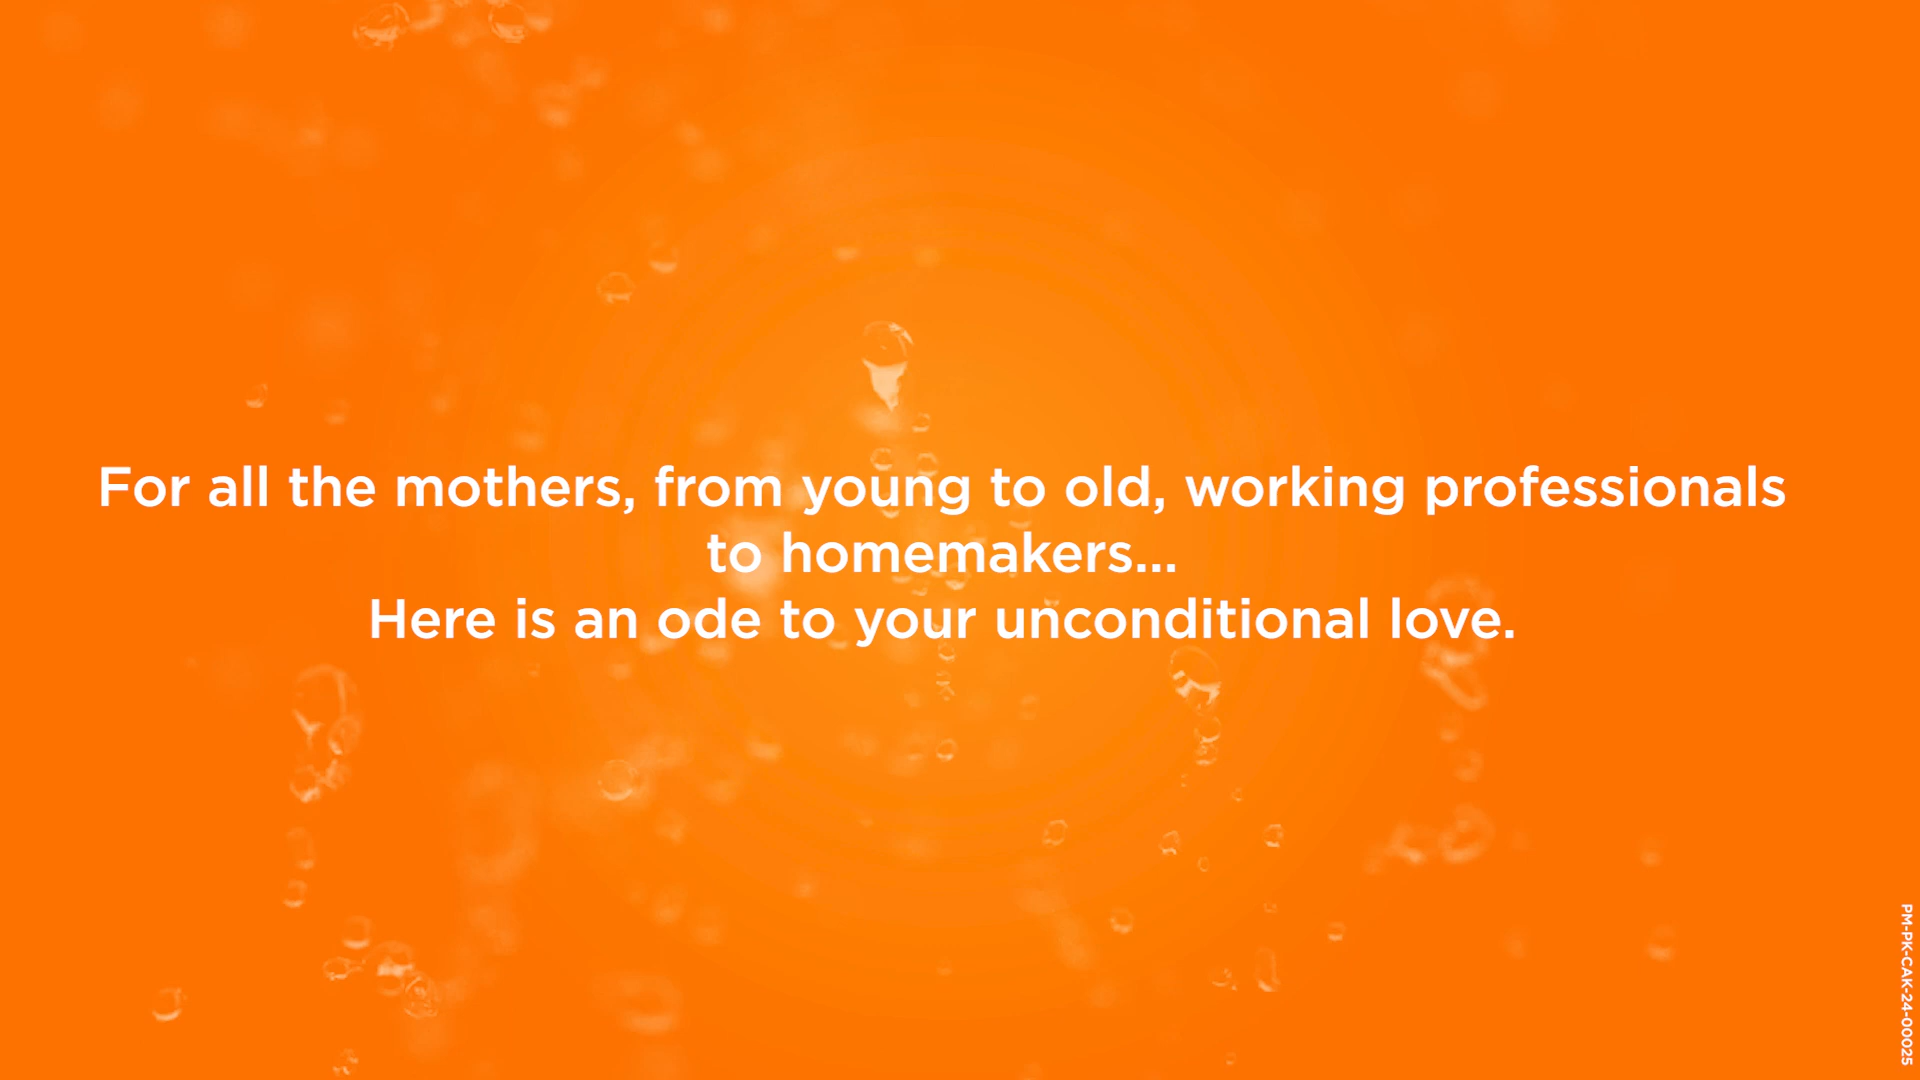 For all the mothers, from young to old, working professionals
to homemakers...
Here is an ode to your unconditional love.
PM-PK-CAK-24-00025